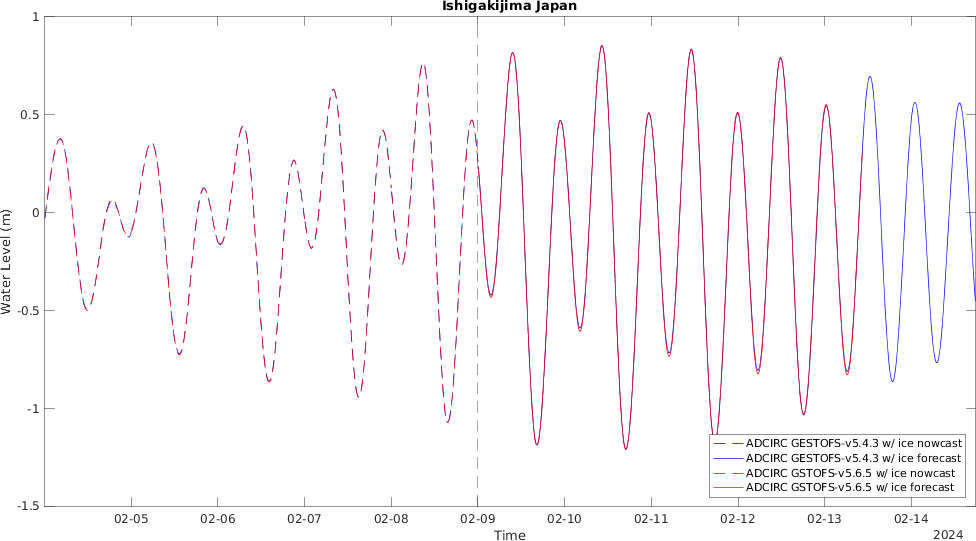 Ishigakijima Japan
1
0.5
0
-0.5
-1
-1.5
Water Level (m)
ADCIRC GESTOFS-v5.4.3 w/ ice nowcast
ADCIRC GESTOFS-v5.4.3 w/ ice forecast
ADCIRC GSTOFS-v5.6.5 w/ ice nowcast
ADCIRC GSTOFS-v5.6.5 w/ ice forecast
02-05 02-06 02-07 02-08 02-09 02-10 02-11 02-12 02-13 02-14
Time
2024